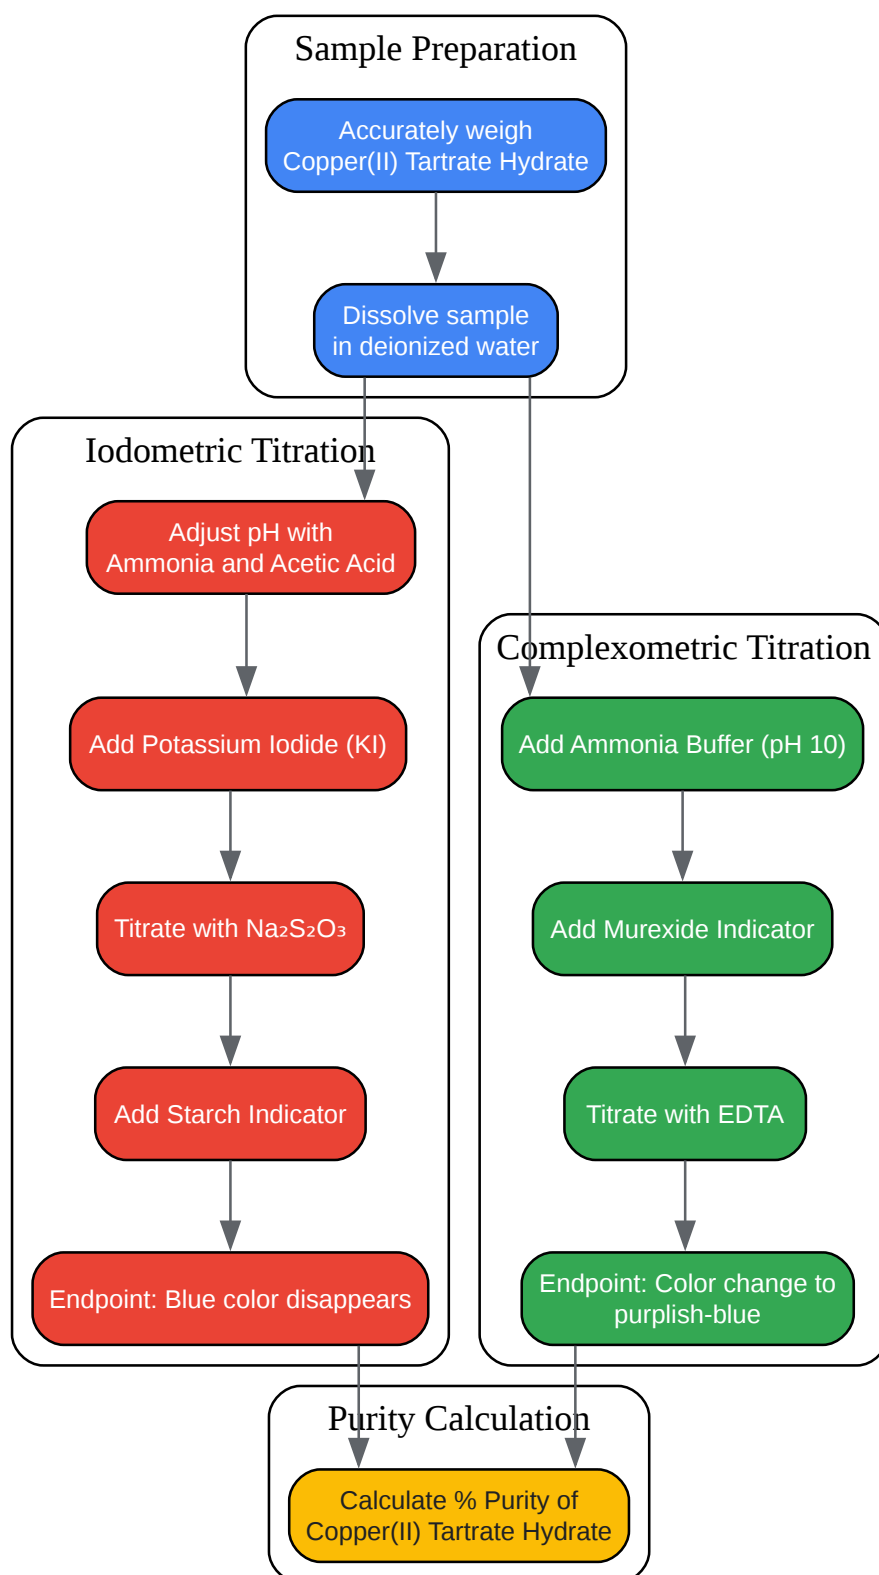 Sample Preparation
Accurately weigh
Copper(II) Tartrate Hydrate
Dissolve sample
in deionized water
Iodometric Titration
Adjust pH with
Ammonia and Acetic Acid
Add Potassium Iodide (KI)
Titrate with Na₂S₂O₃
Add Starch Indicator
Endpoint: Blue color disappears
Complexometric Titration
Add Ammonia Buffer (pH 10)
Add Murexide Indicator
Titrate with EDTA
Endpoint: Color change to
purplish-blue
Purity Calculation
Calculate % Purity of
Copper(II) Tartrate Hydrate